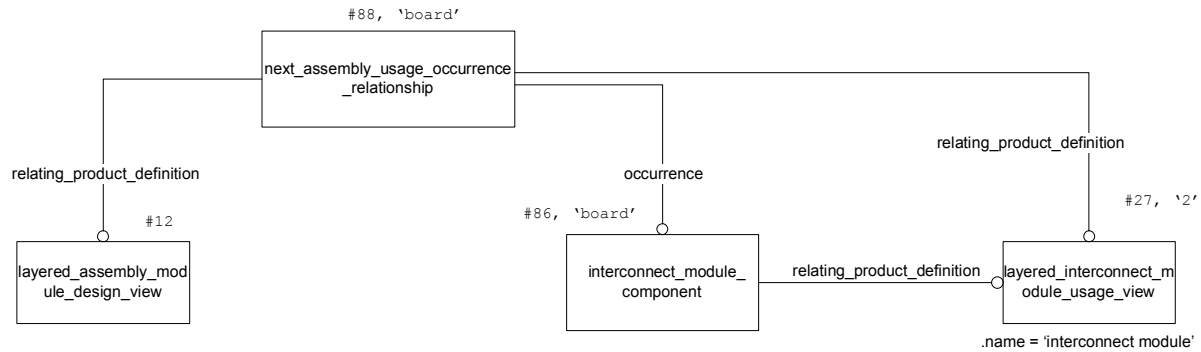 #88, ‘board’
next_assembly_usage_occurrence
_relationship
relating_product_definition
relating_product_definition
occurrence
#12
#86, ‘board’
#27, ‘2’
layered_assembly_mod
ule_design_view
interconnect_module_
component
relating_product_definition
layered_interconnect_m
odule_usage_view
.name = ‘interconnect module’